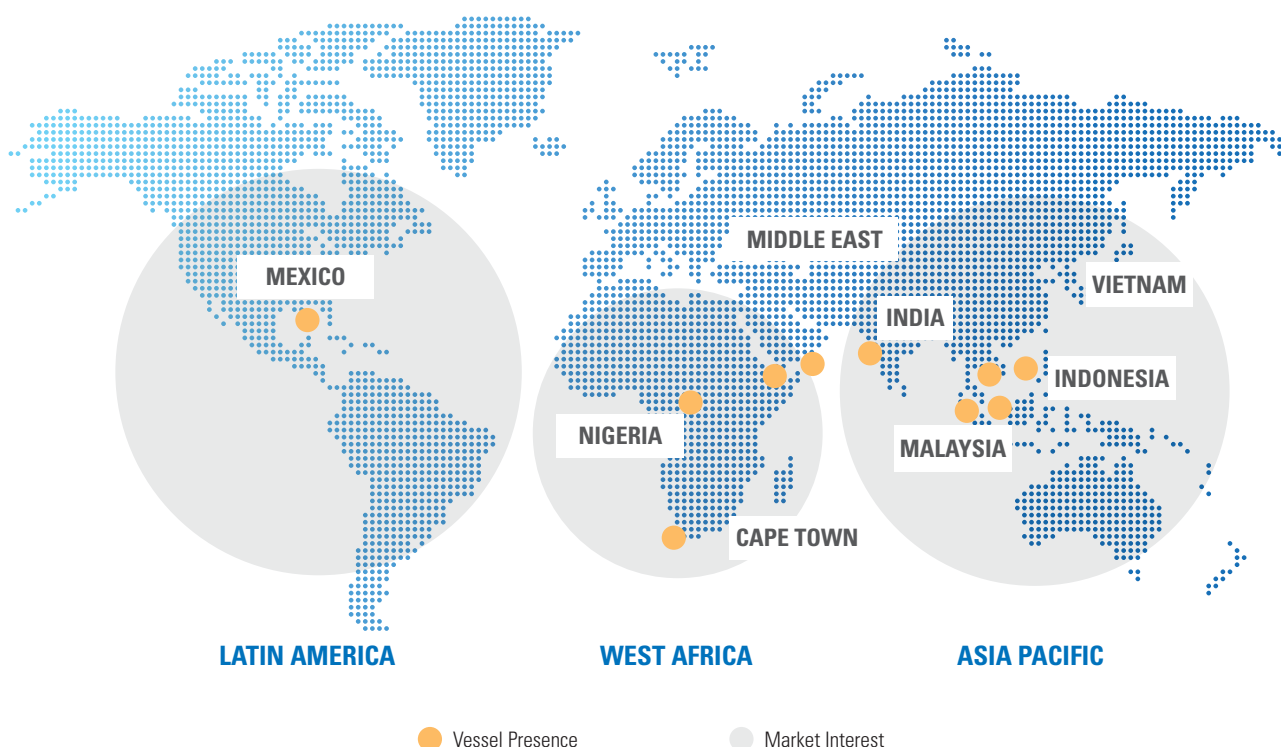 MIDDLE EAST
MEXICO
VIETNAM
INDIA
INDONESIA
NIGERIA
MALAYSIA
CAPE TOWN
LATIN AMERICA
WEST AFRICA
ASIA PACIFIC
Vessel Presence
Market Interest